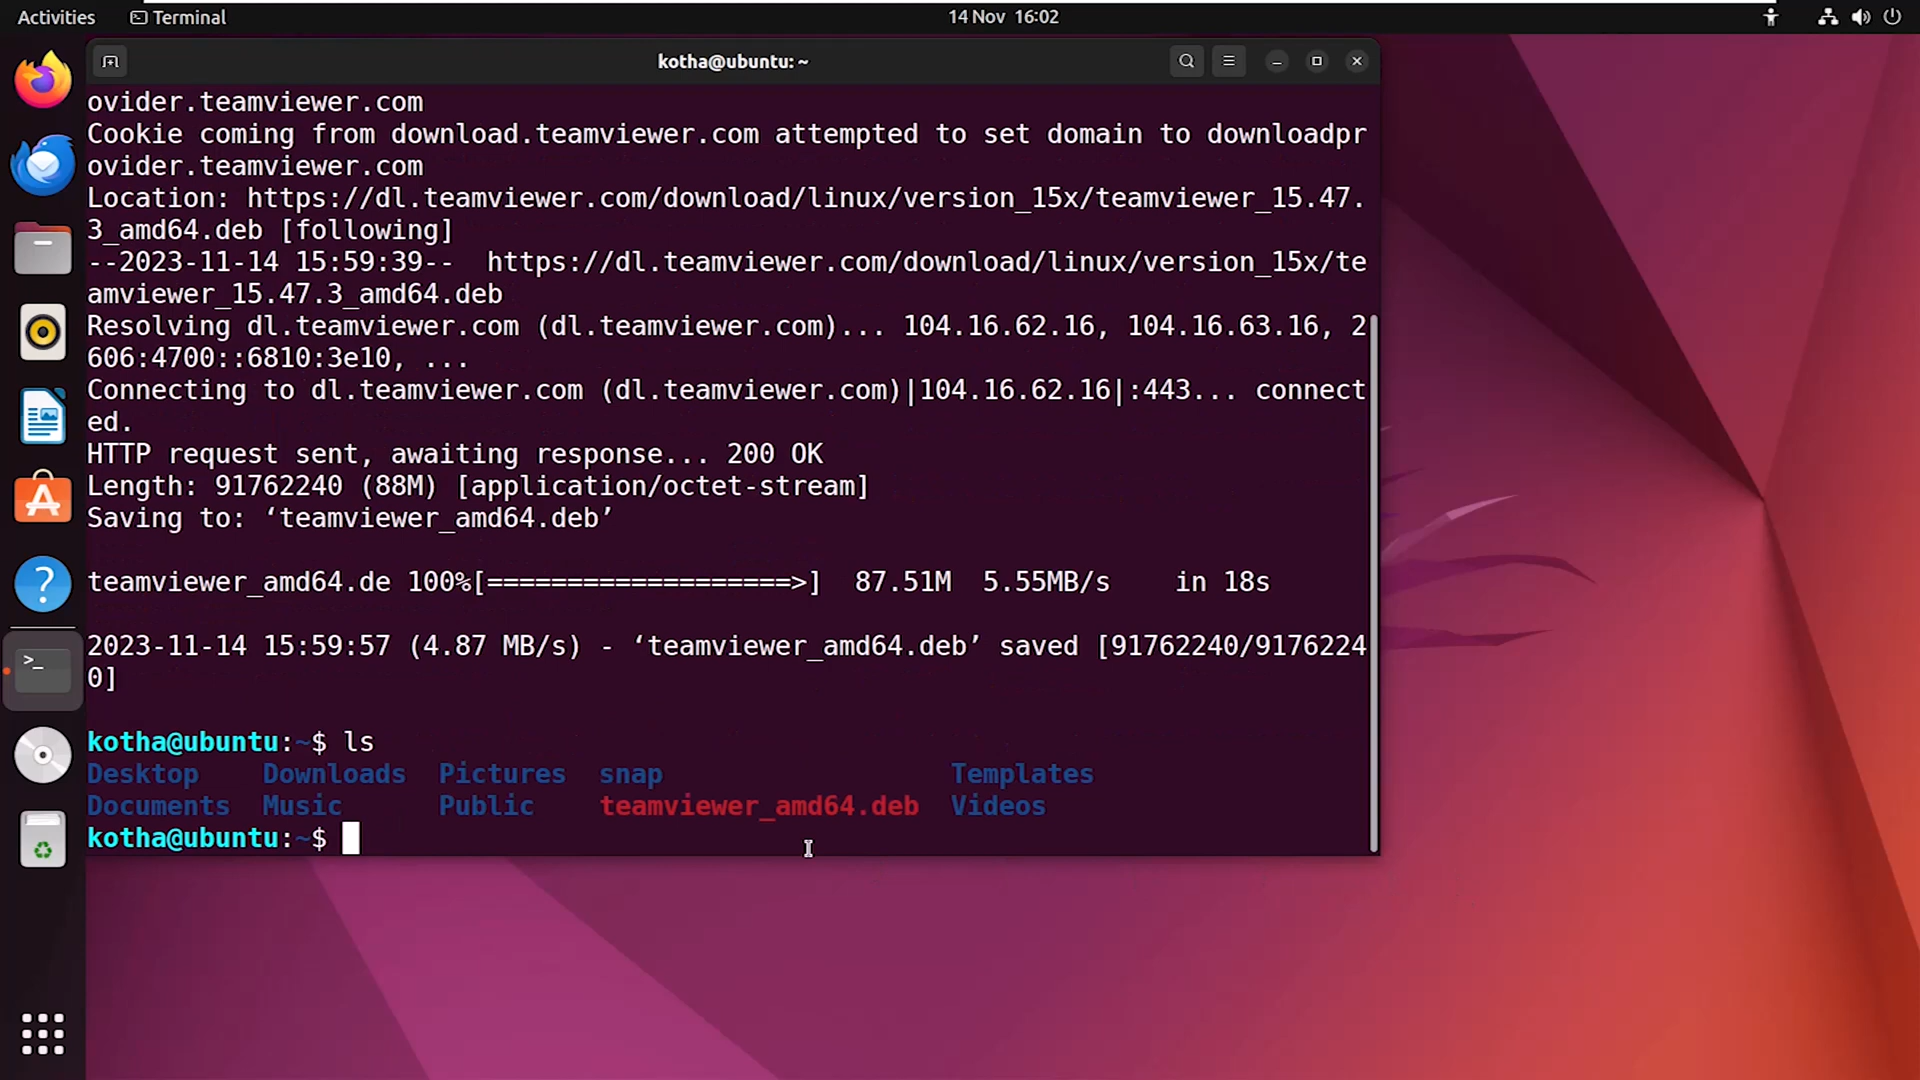 Activities Terminal 14 Nov 16:02
kotha@ubuntu: ~
ovider.teamviewer.com
Cookie coming from download.teamviewer.com attempted to set domain to downloadpr
ovider.teamviewer.com
Location: https://dl.teamviewer.com/download/linux/version_15x/teamviewer_15.47.
3_amd64.deb [following]
--2023-11-14 15:59:39--  https://dl.teamviewer.com/download/linux/version_15x/te
amviewer_15.47.3_amd64.deb
Resolving dl.teamviewer.com (dl.teamviewer.com)... 104.16.62.16, 104.16.63.16, 2
606:4700::6810:3e10, ...
Connecting to dl.teamviewer.com (dl.teamviewer.com)|104.16.62.16|:443... connect
ed.
HTTP request sent, awaiting response... 200 OK
Length: 91762240 (88M) [application/octet-stream]
Saving to: ‘teamviewer_amd64.deb’
teamviewer_amd64.de 100%[===================>]  87.51M  5.55MB/s    in 18s
2023-11-14 15:59:57 (4.87 MB/s) - ‘teamviewer_amd64.deb’ saved [91762240/9176224
0]
kotha@ubuntu:~$ ls
Desktop Downloads Pictures snap Templates
Documents Music Public teamviewer_amd64.deb Videos
kotha@ubuntu:~$